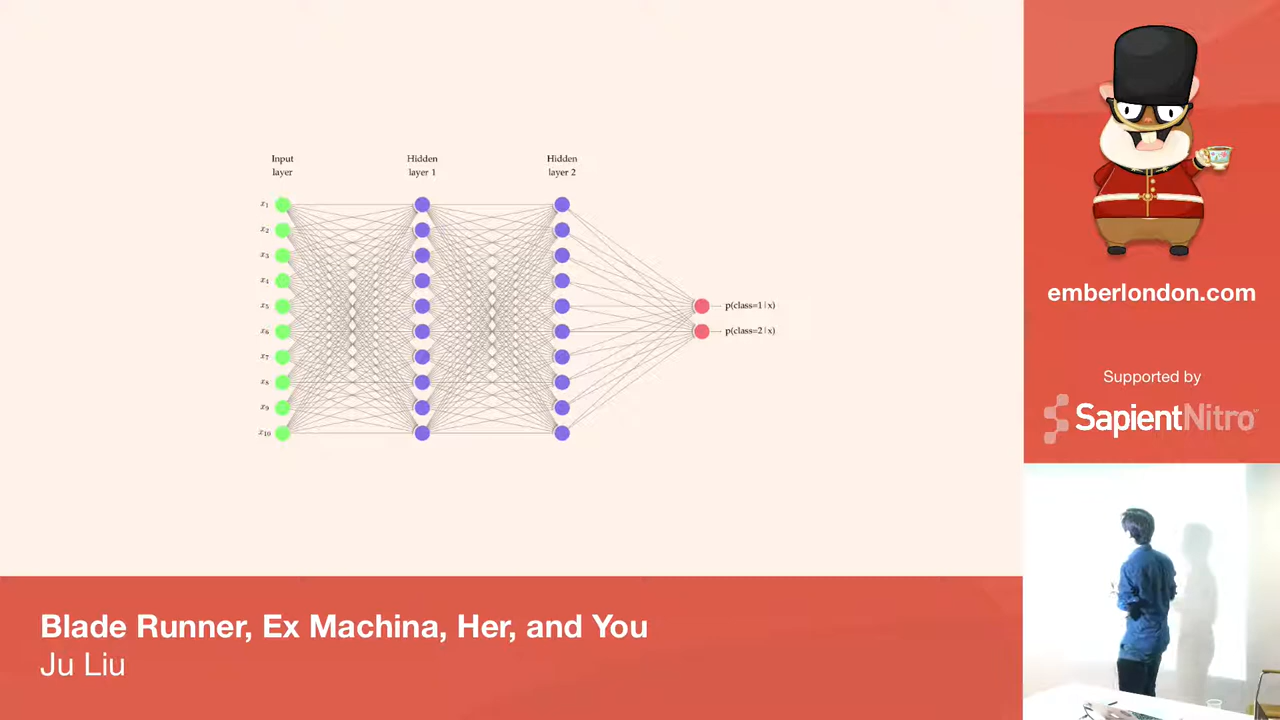 Input
layer
Hidden
layer 1
Hidden
layer 2
x1
x2
x3
x4
x5
x6
x7
x8
x9
x10
p(class=1|x)
p(class=2|x)
emberlondon.com
Supported by
SapientNitro
Blade Runner, Ex Machina, Her, and You
Ju Liu